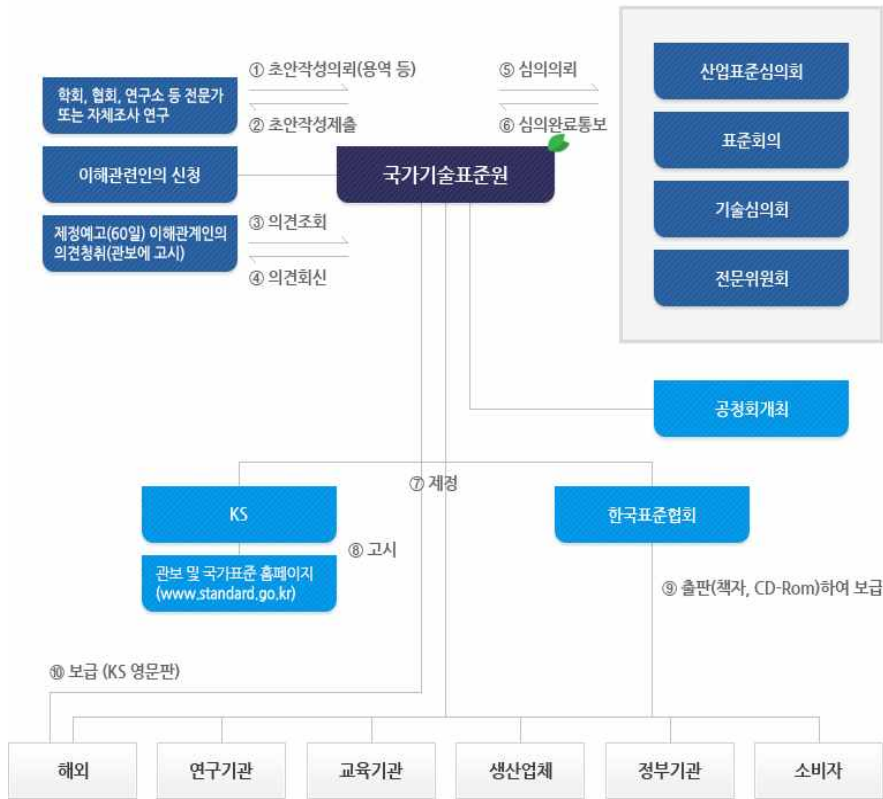 ① 초안작성의뢰(용역 등)
⑤ 심의의뢰
산업표준심의회
학회, 협회, 연구소 등 전문가
또는 자체조사 연구
② 초안작성제출
⑥ 심의완료통보
표준회의
이해관련인의 신청
국가기술표준원
기술심의회
제정예고(60일) 이해관계인의
의견청취(관보에 고시)
③ 의견조회
④ 의견회신
전문위원회
공청회개최
⑦ 제정
KS
한국표준협회
⑧ 고시
관보 및 국가표준 홈페이지
(www.standard.go.kr)
⑨ 출판(책자, CD-Rom)하여 보급
⑩ 보급 (KS 영문판)
해외
연구기관
교육기관
생산업체
정부기관
소비자